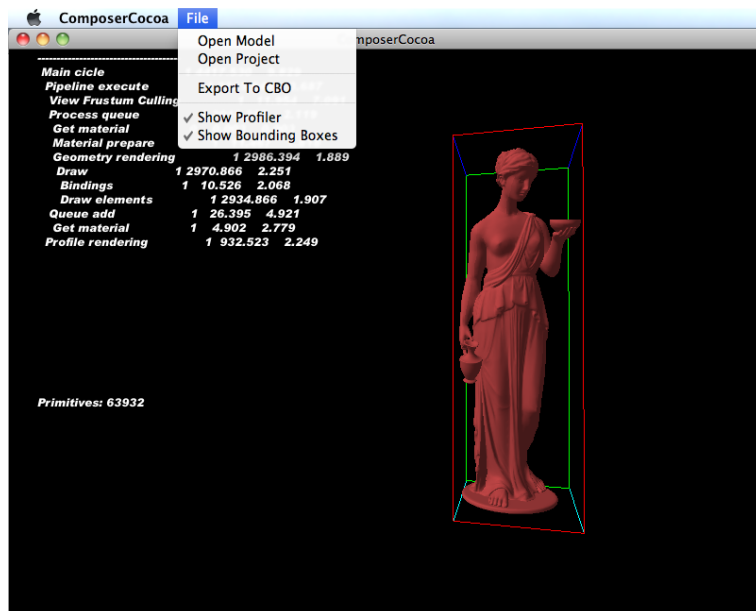 ComposerCocoa File
ComposerCocoa
Open Model
Open Project
Export To CBO
✓ Show Profiler
✓ Show Bounding Boxes
Main cicle
Pipeline execute
View Frustum Culling
Process queue
Get material
Material prepare
Geometry rendering 1 2986.394 1.889
Draw 1 2970.866 2.251
Bindings 1 10.526 2.068
Draw elements 1 2934.866 1.907
Queue add 1 26.395 4.921
Get material 1 4.902 2.779
Profile rendering 1 932.523 2.249
Primitives: 63932